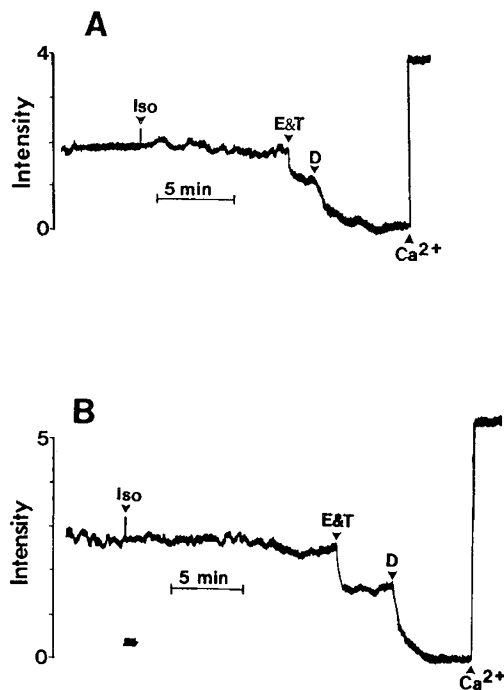 A
4
Iso
E&T
D
Intensity
5 min
0
Ca2+
B
5
Iso
E&T
D
Intensity
5 min
0
Ca2+